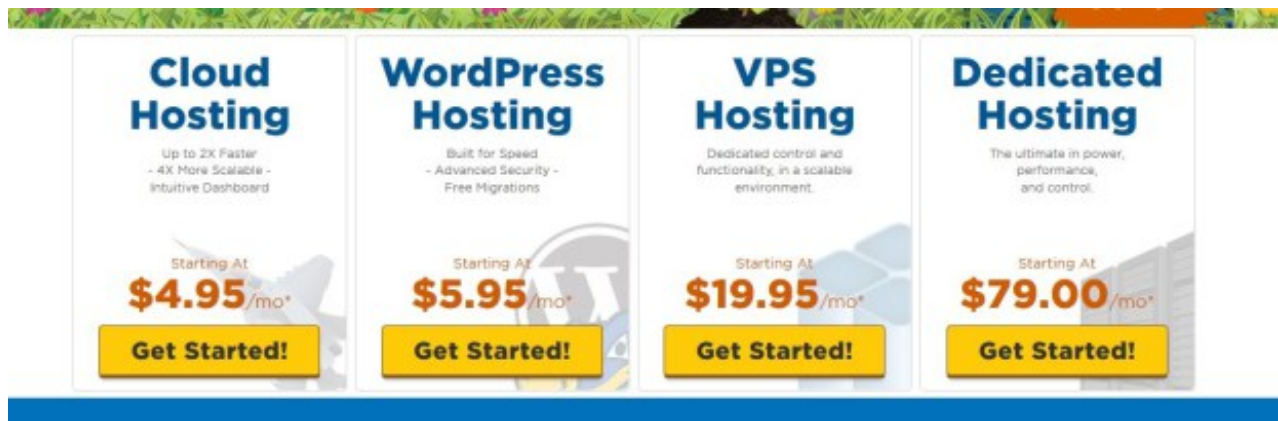 Cloud
Hosting
Up to 2X Faster
- 4X More Scalable -
Intuitive Dashboard
Starting At
$4.95/mo*
Get Started!
WordPress
Hosting
Built for Speed
- Advanced Security -
Free Migrations
Starting At
$5.95/mo*
Get Started!
VPS
Hosting
Dedicated control and
functionality, in a scalable
environment.
Starting At
$19.95/mo*
Get Started!
Dedicated
Hosting
The ultimate in power,
performance,
and control.
Starting At
$79.00/mo*
Get Started!